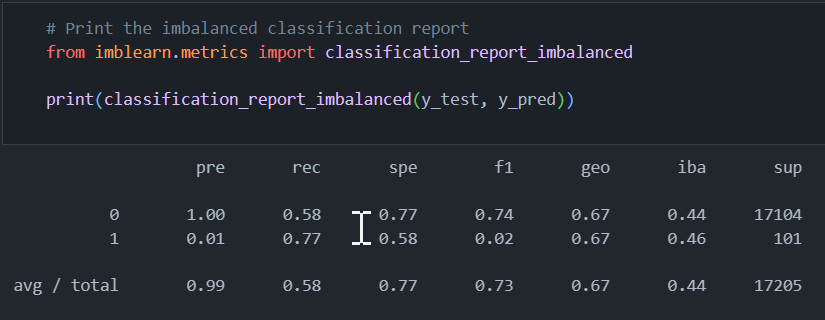 # Print the imbalanced classification report
from imblearn.metrics import classification_report_imbalanced
print(classification_report_imbalanced(y_test, y_pred))
pre rec spe f1 geo iba sup
0 1.00 0.58 0.77 0.74 0.67 0.44 17104
1 0.01 0.77 0.58 0.02 0.67 0.46 101
avg / total 0.99 0.58 0.77 0.73 0.67 0.44 17205